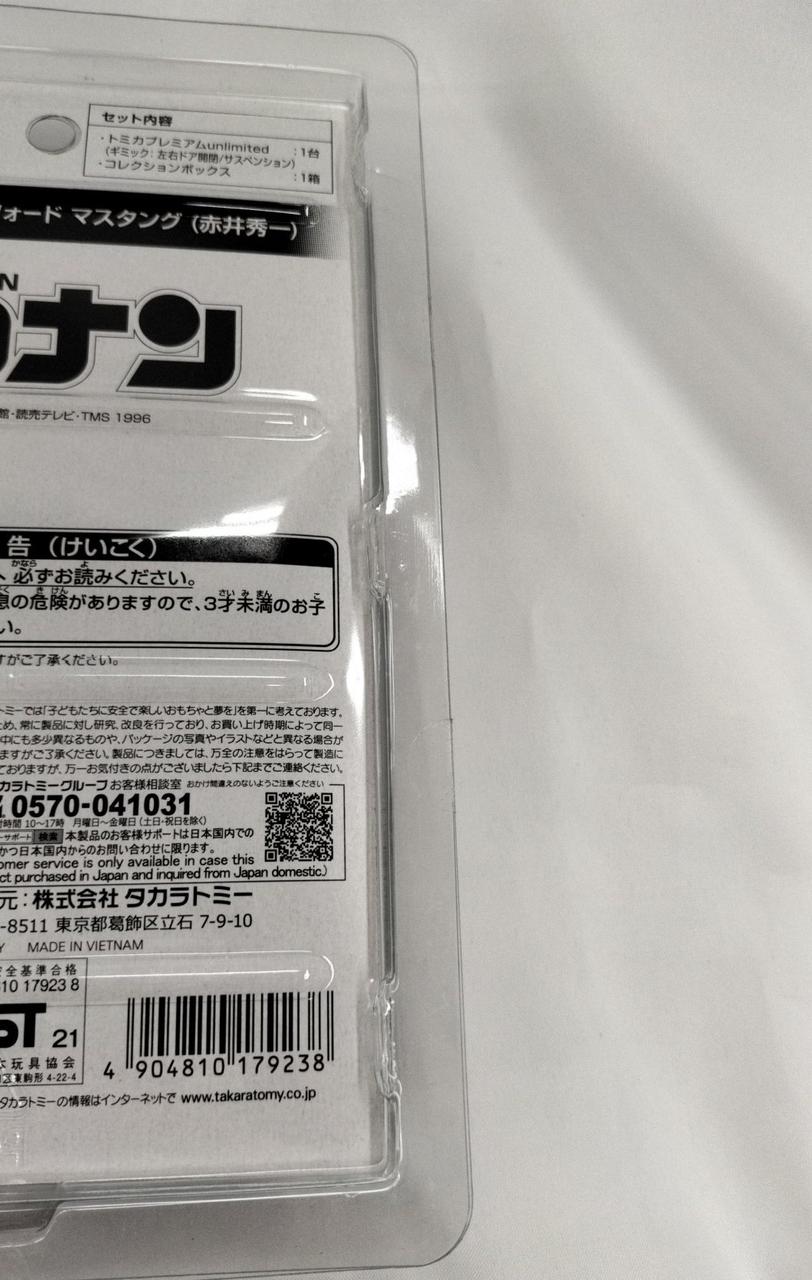 セット内容
・トミカプレミアムunlimited :1台
(ギミック:左右ドア開閉/サスペンション)
・コレクションボックス :1箱
ォード マスタング (赤井秀一)
N
ナン
館・読売テレビ・TMS 1996
告 (けいこく)
必ずお読みください。
の危険がありますので、3才未満のお子
い。
すがご了承ください。
トミーでは「子どもたちに安全で楽しいおもちゃと夢を」を第一に考えております。
ため、常に製品に対し研究、改良を行っており、お買い上げ時期によって同一
中にも多少異なるものや、パッケージの写真やイラストなどと異なる場合が
ますがご了承ください。製品につきましては、万全の注意をはらって製造に
ておりますが、万一お気付きの点がございましたら下記までご連絡ください。
カラトミーグループ お客様相談室 おかけ間違えのないようご注意ください
0570-041031
付時間 10〜17時 月曜日〜金曜日(土・日・祝日を除く)
ーサポート 検索 本製品のお客様サポートは日本国内での
かつ日本国内からのお問い合わせに限ります。
omer service is only available in case this
ct purchased in Japan and inquired from Japan domestic.)
元:株式会社 タカラトミー
-8511 東京都葛飾区立石 7-9-10
Y MADE IN VIETNAM
安全基準合格
810 17923 8
ST 21
本玩具協会
区東駒形 4-22-4
4 904810 179238
タカラトミーの情報はインターネットで www.takaratomy.co.jp